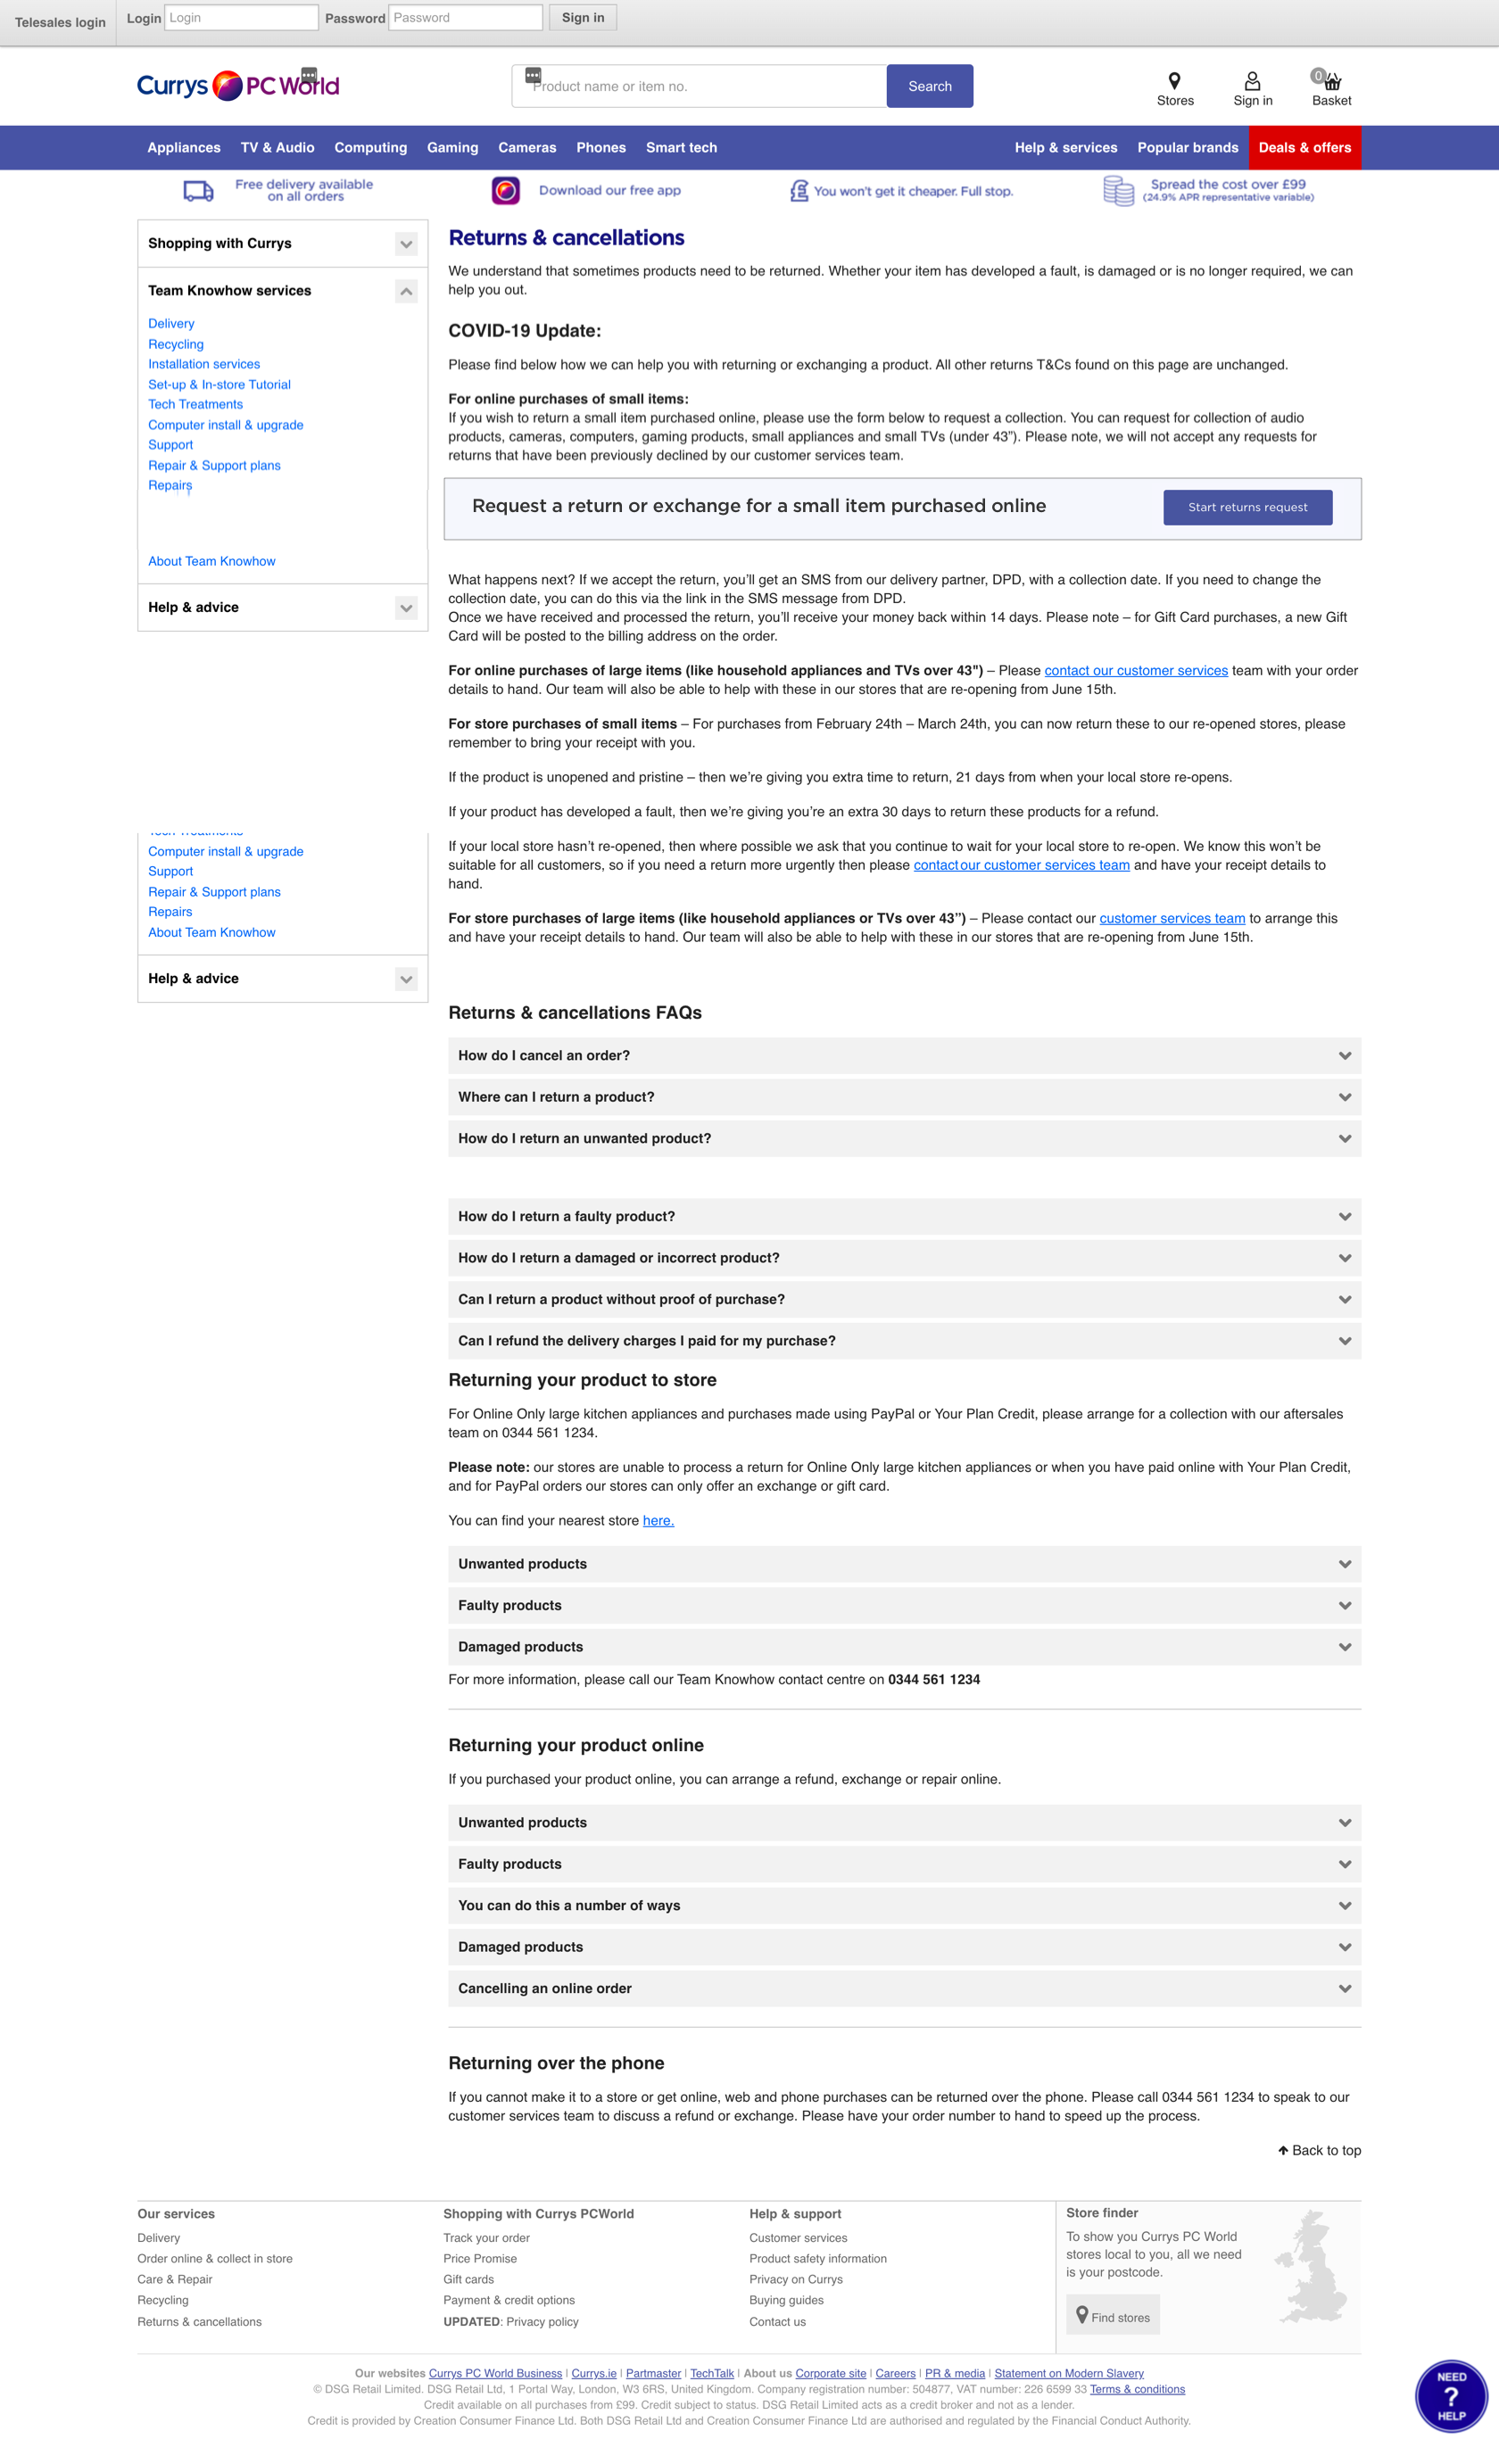 Telesales login
Login Login Password Password Sign in
Currys PC World
Product name or item no.
Search
Stores
Sign in
0
Basket
Appliances TV & Audio Computing Gaming Cameras Phones Smart tech Help & services Popular brands Deals & offers
Free delivery available
on all orders
Download our free app
You won't get it cheaper. Full stop.
Spread the cost over £99
(24.9% APR representative variable)
Shopping with Currys
Team Knowhow services
Delivery
Recycling
Installation services
Set-up & In-store Tutorial
Tech Treatments
Computer install & upgrade
Support
Repair & Support plans
Repairs
About Team Knowhow
Help & advice
Tech Treatments
Computer install & upgrade
Support
Repair & Support plans
Repairs
About Team Knowhow
Help & advice
Returns & cancellations
We understand that sometimes products need to be returned. Whether your item has developed a fault, is damaged or is no longer required, we can
help you out.
COVID-19 Update:
Please find below how we can help you with returning or exchanging a product. All other returns T&Cs found on this page are unchanged.
For online purchases of small items:
If you wish to return a small item purchased online, please use the form below to request a collection. You can request for collection of audio
products, cameras, computers, gaming products, small appliances and small TVs (under 43”). Please note, we will not accept any requests for
returns that have been previously declined by our customer services team.
Request a return or exchange for a small item purchased online
Start returns request
What happens next? If we accept the return, you’ll get an SMS from our delivery partner, DPD, with a collection date. If you need to change the
collection date, you can do this via the link in the SMS message from DPD.
Once we have received and processed the return, you’ll receive your money back within 14 days. Please note – for Gift Card purchases, a new Gift
Card will be posted to the billing address on the order.
For online purchases of large items (like household appliances and TVs over 43") – Please contact our customer services team with your order
details to hand. Our team will also be able to help with these in our stores that are re-opening from June 15th.
For store purchases of small items – For purchases from February 24th – March 24th, you can now return these to our re-opened stores, please
remember to bring your receipt with you.
If the product is unopened and pristine – then we’re giving you extra time to return, 21 days from when your local store re-opens.
If your product has developed a fault, then we’re giving you’re an extra 30 days to return these products for a refund.
If your local store hasn’t re-opened, then where possible we ask that you continue to wait for your local store to re-open. We know this won’t be
suitable for all customers, so if you need a return more urgently then please contact our customer services team and have your receipt details to
hand.
For store purchases of large items (like household appliances or TVs over 43”) – Please contact our customer services team to arrange this
and have your receipt details to hand. Our team will also be able to help with these in our stores that are re-opening from June 15th.
Returns & cancellations FAQs
How do I cancel an order?
Where can I return a product?
How do I return an unwanted product?
How do I return a faulty product?
How do I return a damaged or incorrect product?
Can I return a product without proof of purchase?
Can I refund the delivery charges I paid for my purchase?
Returning your product to store
For Online Only large kitchen appliances and purchases made using PayPal or Your Plan Credit, please arrange for a collection with our aftersales
team on 0344 561 1234.
Please note: our stores are unable to process a return for Online Only large kitchen appliances or when you have paid online with Your Plan Credit,
and for PayPal orders our stores can only offer an exchange or gift card.
You can find your nearest store here.
Unwanted products
Faulty products
Damaged products
For more information, please call our Team Knowhow contact centre on 0344 561 1234
Returning your product online
If you purchased your product online, you can arrange a refund, exchange or repair online.
Unwanted products
Faulty products
You can do this a number of ways
Damaged products
Cancelling an online order
Returning over the phone
If you cannot make it to a store or get online, web and phone purchases can be returned over the phone. Please call 0344 561 1234 to speak to our
customer services team to discuss a refund or exchange. Please have your order number to hand to speed up the process.
Back to top
Our services
Delivery
Order online & collect in store
Care & Repair
Recycling
Returns & cancellations
Shopping with Currys PCWorld
Track your order
Price Promise
Gift cards
Payment & credit options
UPDATED: Privacy policy
Help & support
Customer services
Product safety information
Privacy on Currys
Buying guides
Contact us
Store finder
To show you Currys PC World
stores local to you, all we need
is your postcode.
Find stores
Our websites Currys PC World Business | Currys.ie | Partmaster | TechTalk | About us Corporate site | Careers | PR & media | Statement on Modern Slavery
© DSG Retail Limited. DSG Retail Ltd, 1 Portal Way, London, W3 6RS, United Kingdom. Company registration number: 504877, VAT number: 226 6599 33 Terms & conditions
Credit available on all purchases from £99. Credit subject to status. DSG Retail Limited acts as a credit broker and not as a lender.
Credit is provided by Creation Consumer Finance Ltd. Both DSG Retail Ltd and Creation Consumer Finance Ltd are authorised and regulated by the Financial Conduct Authority.
NEED
?
HELP